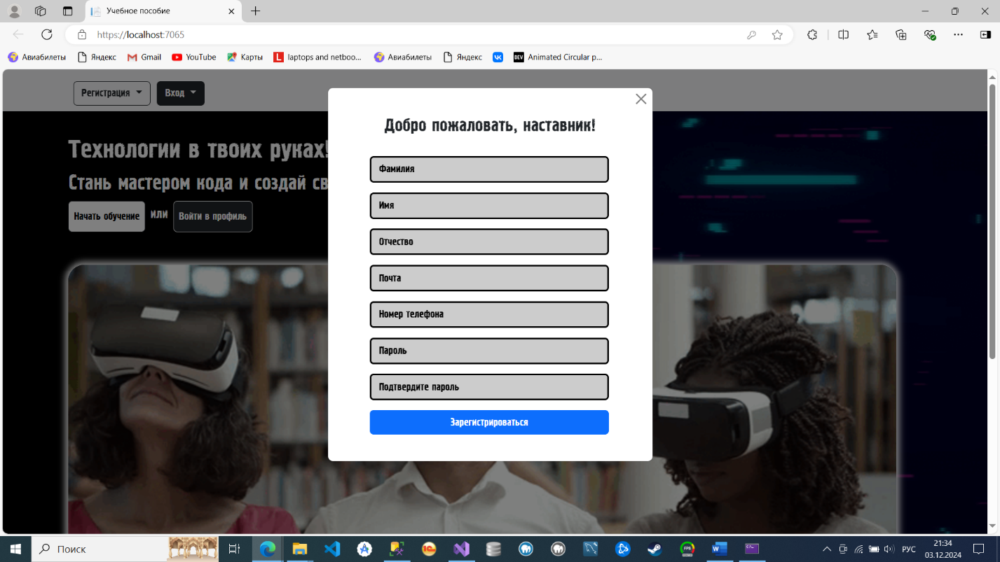 Учебное пособие
https://localhost:7065
Авиабилеты Яндекс Gmail YouTube Карты laptops and netboo... Авиабилеты Яндекс Animated Circular p...
Регистрация Вход
Добро пожаловать, наставник!
Технологии в твоих руках!
Стань мастером кода и создай св
Начать обучение или Войти в профиль
Фамилия
Имя
Отчество
Почта
Номер телефона
Пароль
Подтвердите пароль
Зарегистрироваться
Поиск
РУС
21:34
03.12.2024